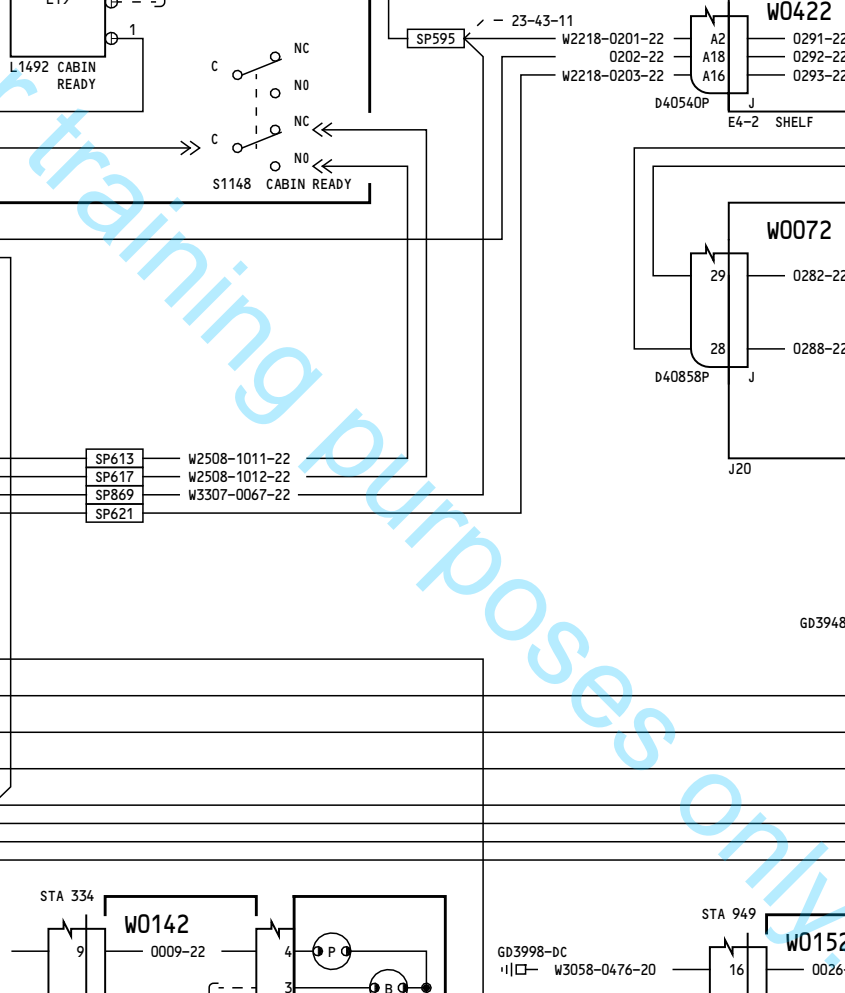 1
L1492 CABIN
READY
C
NC
NO
C
NC
NO
S1148 CABIN READY
SP595
23-43-11
W2218-0201-22
0202-22
W2218-0203-22
A2
A18
A16
D40540P
J
W0422
0291-22
0292-22
0293-22
E4-2 SHELF
W0072
29
0282-22
28
0288-22
D40858P
J
J20
SP613
W2508-1011-22
SP617
W2508-1012-22
SP869
W3307-0067-22
SP621
GD3948
STA 334
W0142
9
0009-22
4
P
3
B
STA 949
W0152
GD3998-DC
W3058-0476-20
16
0026-
training purposes only.